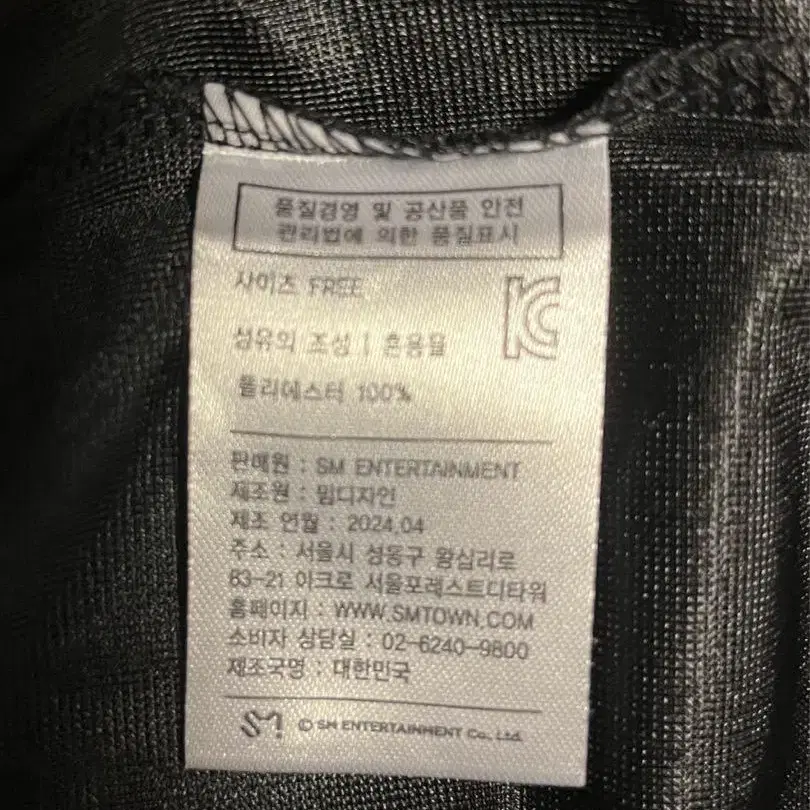 품질경영 및 공산품 안전
관리법에 의한 품질표시
사이즈 FREE
섬유의 조성 | 혼용율
폴리에스터 100%
판매원 : SM ENTERTAINMENT
제조원 : 밈디자인
제조 연월 : 2024.04
주소 : 서울시 성동구 왕십리로
83-21 아크로 서울포레스트디타워
홈페이지 : WWW.SMTOWN.COM
소비자 상담실 : 02-6240-9800
제조국명 : 대한민국
SM
© SM ENTERTAINMENT Co., Ltd.